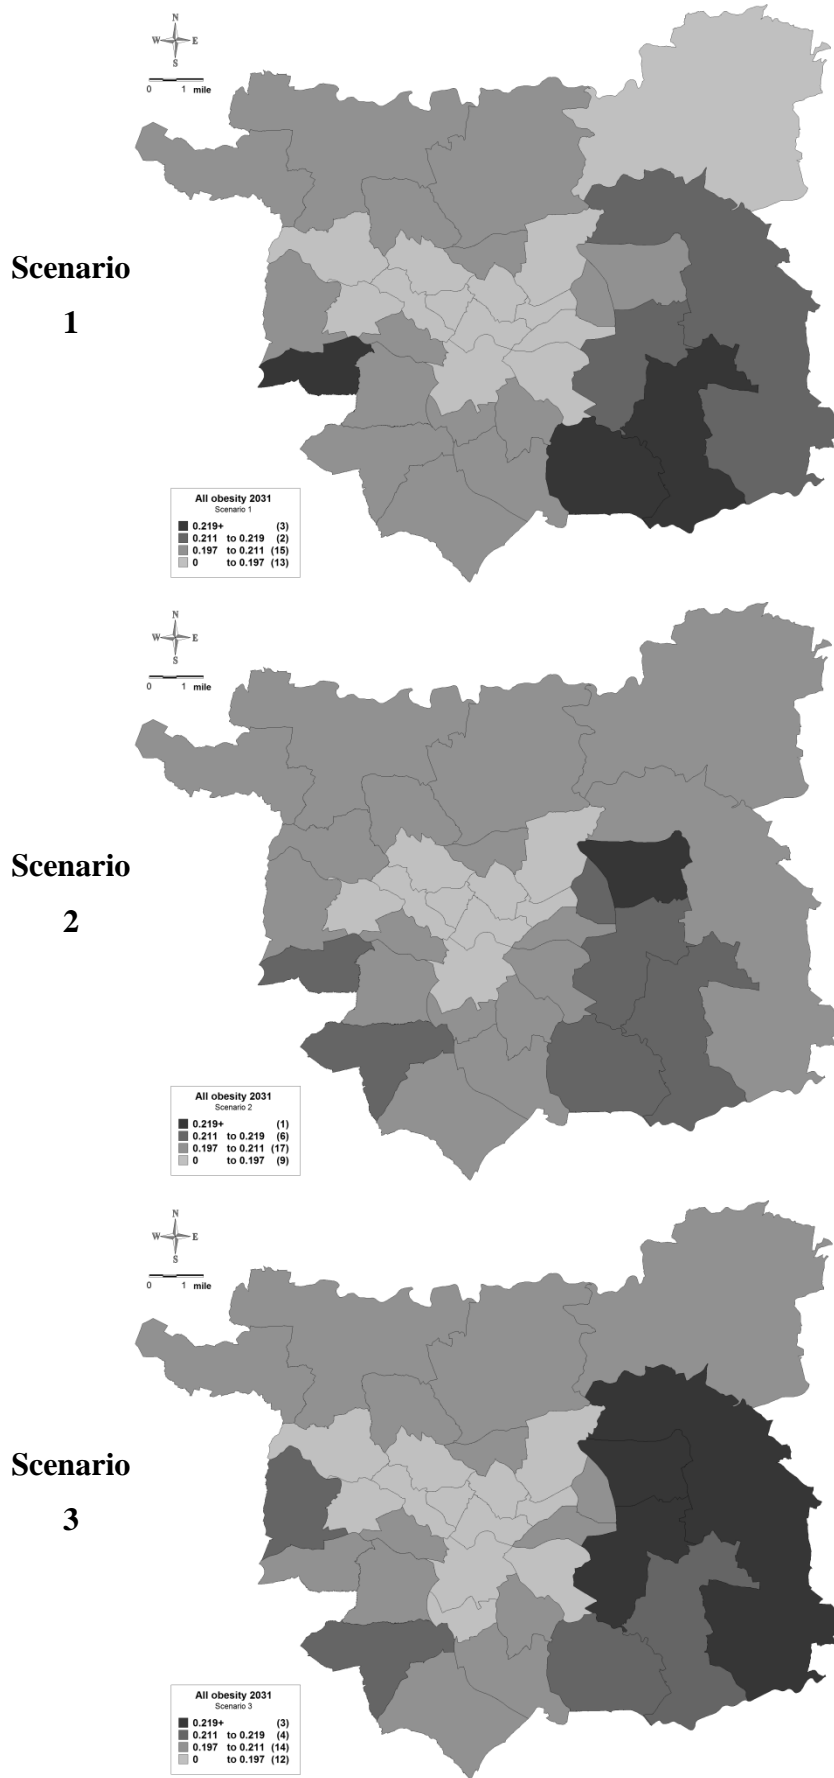 N
W E
S
0 1 mile
Scenario
1
All obesity 2031
Scenario 1
0.219+ (3)
0.211 to 0.219 (2)
0.197 to 0.211 (15)
0 to 0.197 (13)
N
W E
S
0 1 mile
Scenario
2
All obesity 2031
Scenario 2
0.219+ (1)
0.211 to 0.219 (6)
0.197 to 0.211 (17)
0 to 0.197 (9)
N
W E
S
0 1 mile
Scenario
3
All obesity 2031
Scenario 3
0.219+ (3)
0.211 to 0.219 (4)
0.197 to 0.211 (14)
0 to 0.197 (12)